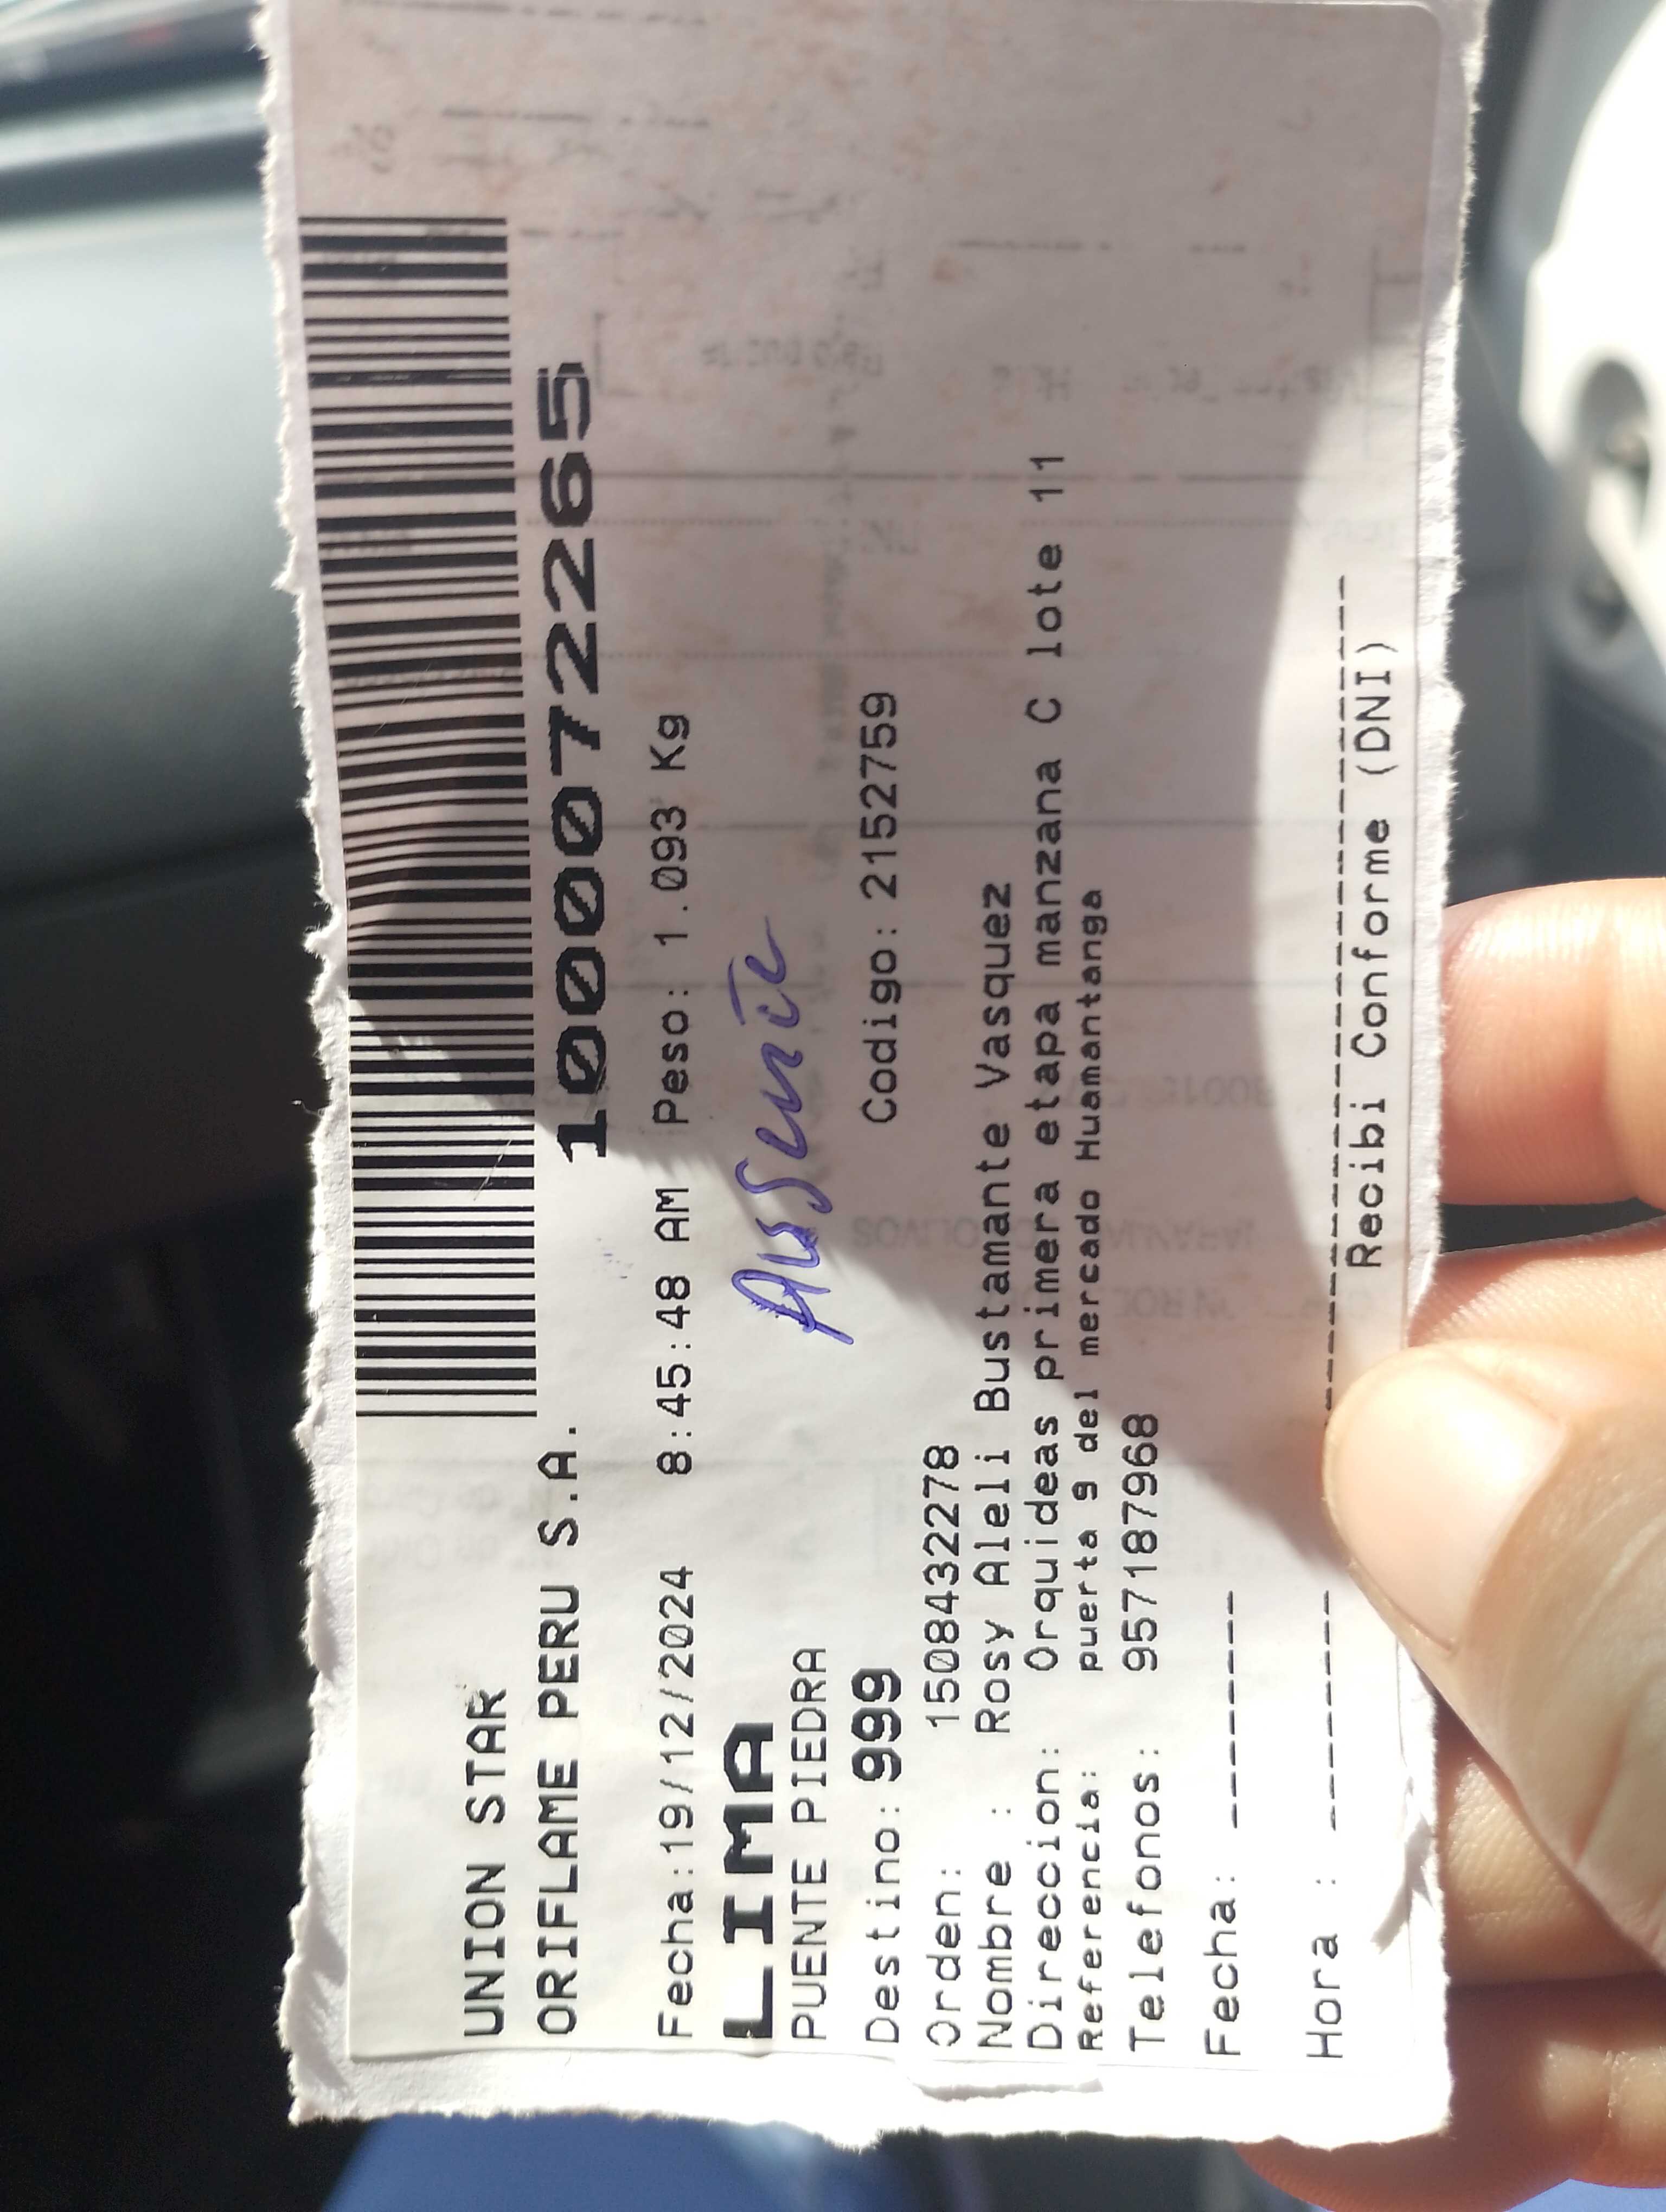 UNION STAR
ORIFLAME PERU S.A.
1000072265
Fecha:19/12/2024 8:45:48 AM Peso: 1.093 Kg
LIMA
Ausente
PUENTE PIEDRA
Destino: 999 Codigo: 2152759
Orden: 1508432278
Nombre : Rosy Aleli Bustamante Vasquez
Direccion: Orquideas primera etapa manzana C lote 11
Referencia: puerta 9 del mercado Huamantanga
Telefonos: 957187968
Fecha: --------
Hora : --------
Recibi Conforme (DNI)